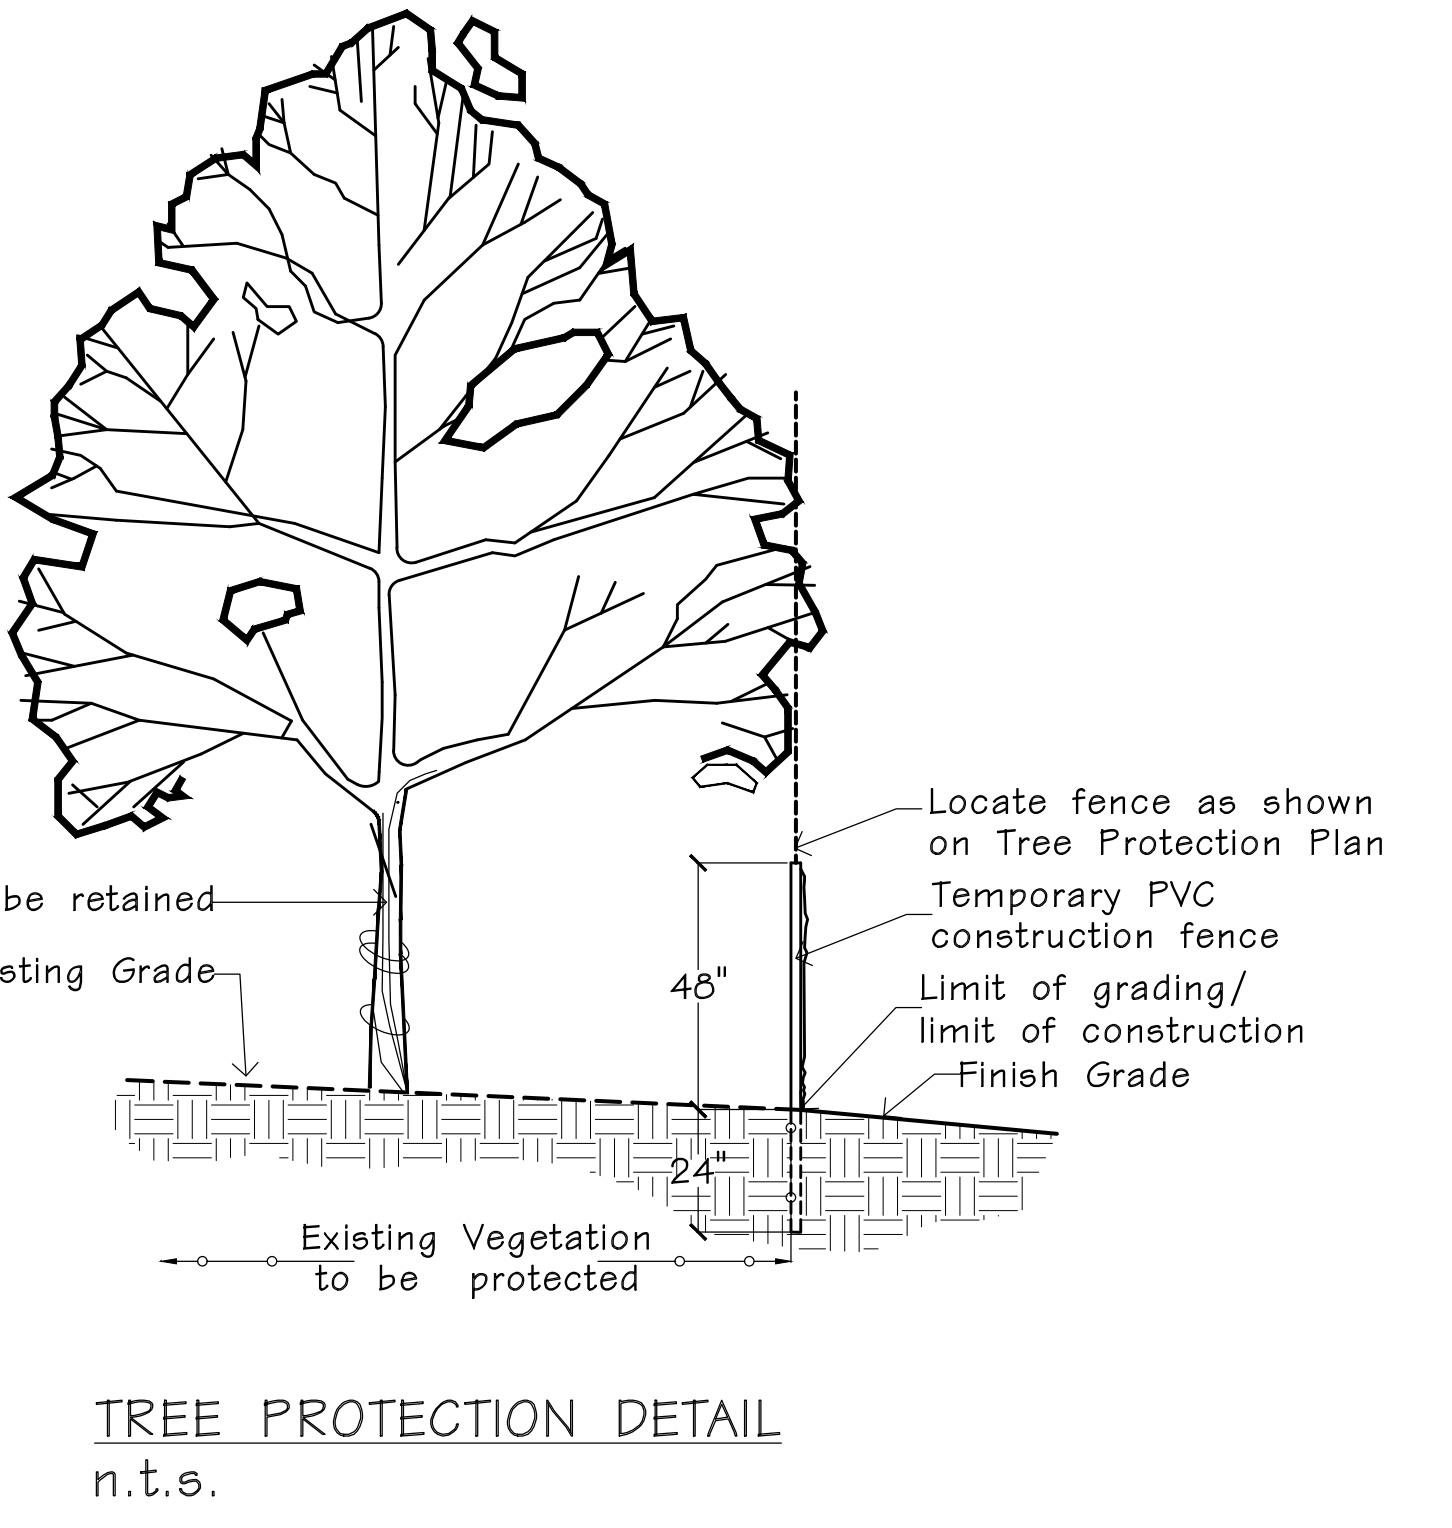 Locate fence as shown
on Tree Protection Plan
be retained
Temporary PVC
construction fence
sting Grade
48"
Limit of grading/
limit of construction
Finish Grade
24"
Existing Vegetation
to be protected
TREE PROTECTION DETAIL
n.t.s.